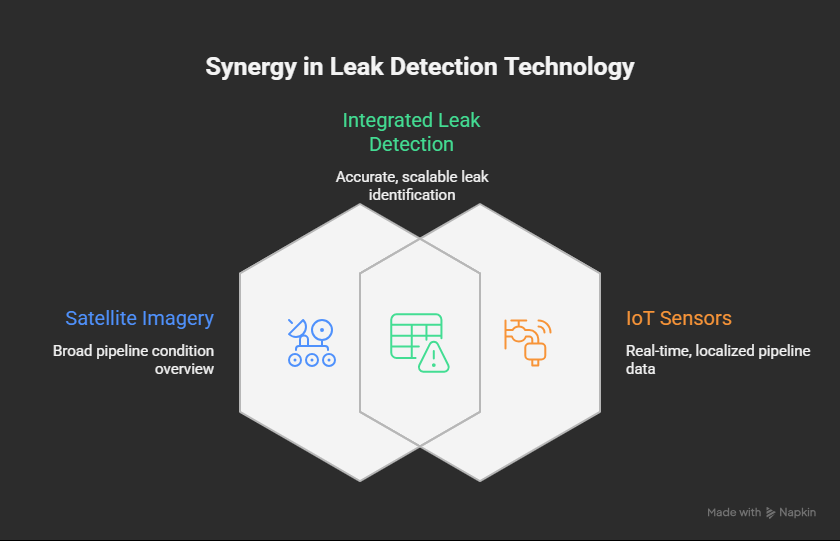 Synergy in Leak Detection Technology
Integrated Leak
Detection
Accurate, scalable leak
identification
Satellite Imagery
Broad pipeline condition
overview
IoT Sensors
Real-time, localized pipeline
data
Made with Napkin